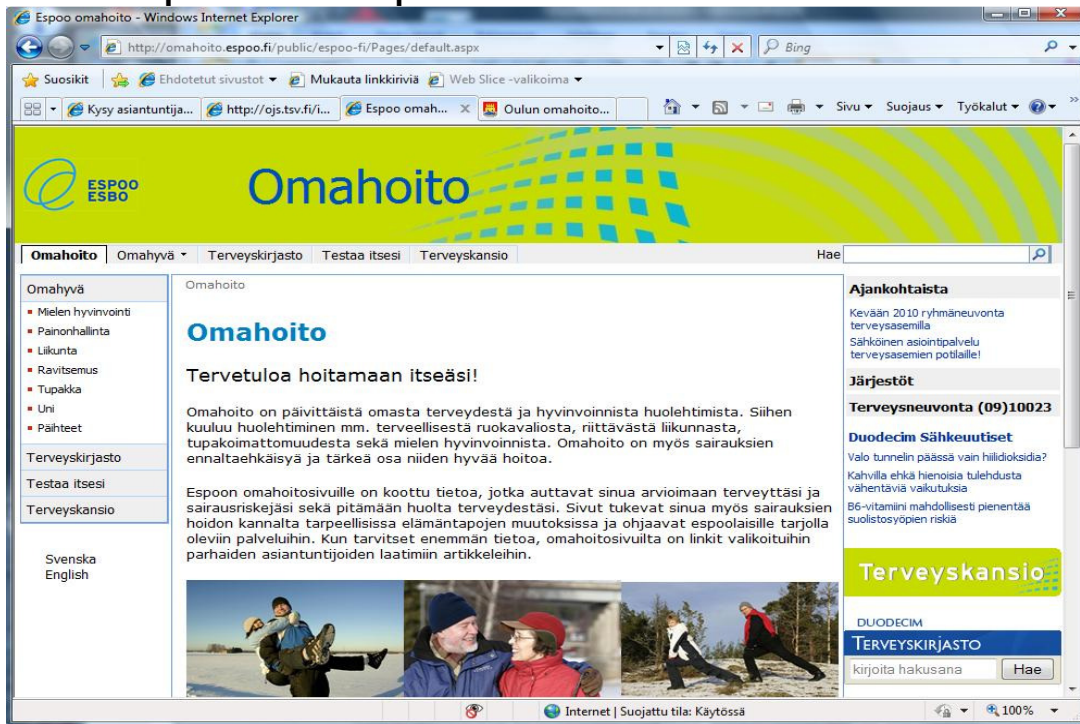 Espoo omahoito - Windows Internet Explorer
http://omahoito.espoo.fi/public/espoo-fi/Pages/default.aspx
Bing
Suosikit
Ehdotetut sivustot
Mukauta linkkiriviä
Web Slice -valikoima
Kysy asiantuntija...
http://ojs.tsv.fi/i...
Espoo omah...
Oulun omahoito...
Sivu
Suojaus
Työkalut
ESPOO
ESBO
Omahoito
Omahoito
Omahyvä
Terveyskirjasto
Testaa itsesi
Terveyskansio
Hae
Omahyvä
Mielen hyvinvointi
Painonhallinta
Liikunta
Ravitsemus
Tupakka
Uni
Päihteet
Terveyskirjasto
Testaa itsesi
Terveyskansio
Svenska
English
Omahoito
Omahoito
Tervetuloa hoitamaan itseäsi!
Omahoito on päivittäistä omasta terveydestä ja hyvinvoinnista huolehtimista. Siihen
kuuluu huolehtiminen mm. terveellisestä ruokavaliosta, riittävästä liikunnasta,
tupakoimattomuudesta sekä mielen hyvinvoinnista. Omahoito on myös sairauksien
ennaltaehkäisyä ja tärkeä osa niiden hyvää hoitoa.
Espoon omahoitosivuille on koottu tietoa, jotka auttavat sinua arvioimaan terveyttäsi ja
sairausriskejäsi sekä pitämään huolta terveydestäsi. Sivut tukevat sinua myös sairauksien
hoidon kannalta tarpeellisissa elämäntapojen muutoksissa ja ohjaavat espoolaisille tarjolla
oleviin palveluihin. Kun tarvitset enemmän tietoa, omahoitosivuilta on linkit valikoituihin
parhaiden asiantuntijoiden laatimiin artikkeleihin.
Ajankohtaista
Kevään 2010 ryhmäneuvonta
terveysasemilla
Sähköinen asiointipalvelu
terveysasemien potilaille!
Järjestöt
Terveysneuvonta (09)10023
Duodecim Sähkeuutiset
Valo tunnelin päässä vain hiilidioksidia?
Kahvilla ehkä hienoisia tulehdusta
vähentäviä vaikutuksia
B6-vitamiini mahdollisesti pienentää
suolistosyöpien riskiä
Terveyskansio
DUODECIM
TERVEYSKIRJASTO
kirjoita hakusana
Hae
Internet | Suojattu tila: Käytössä
100%